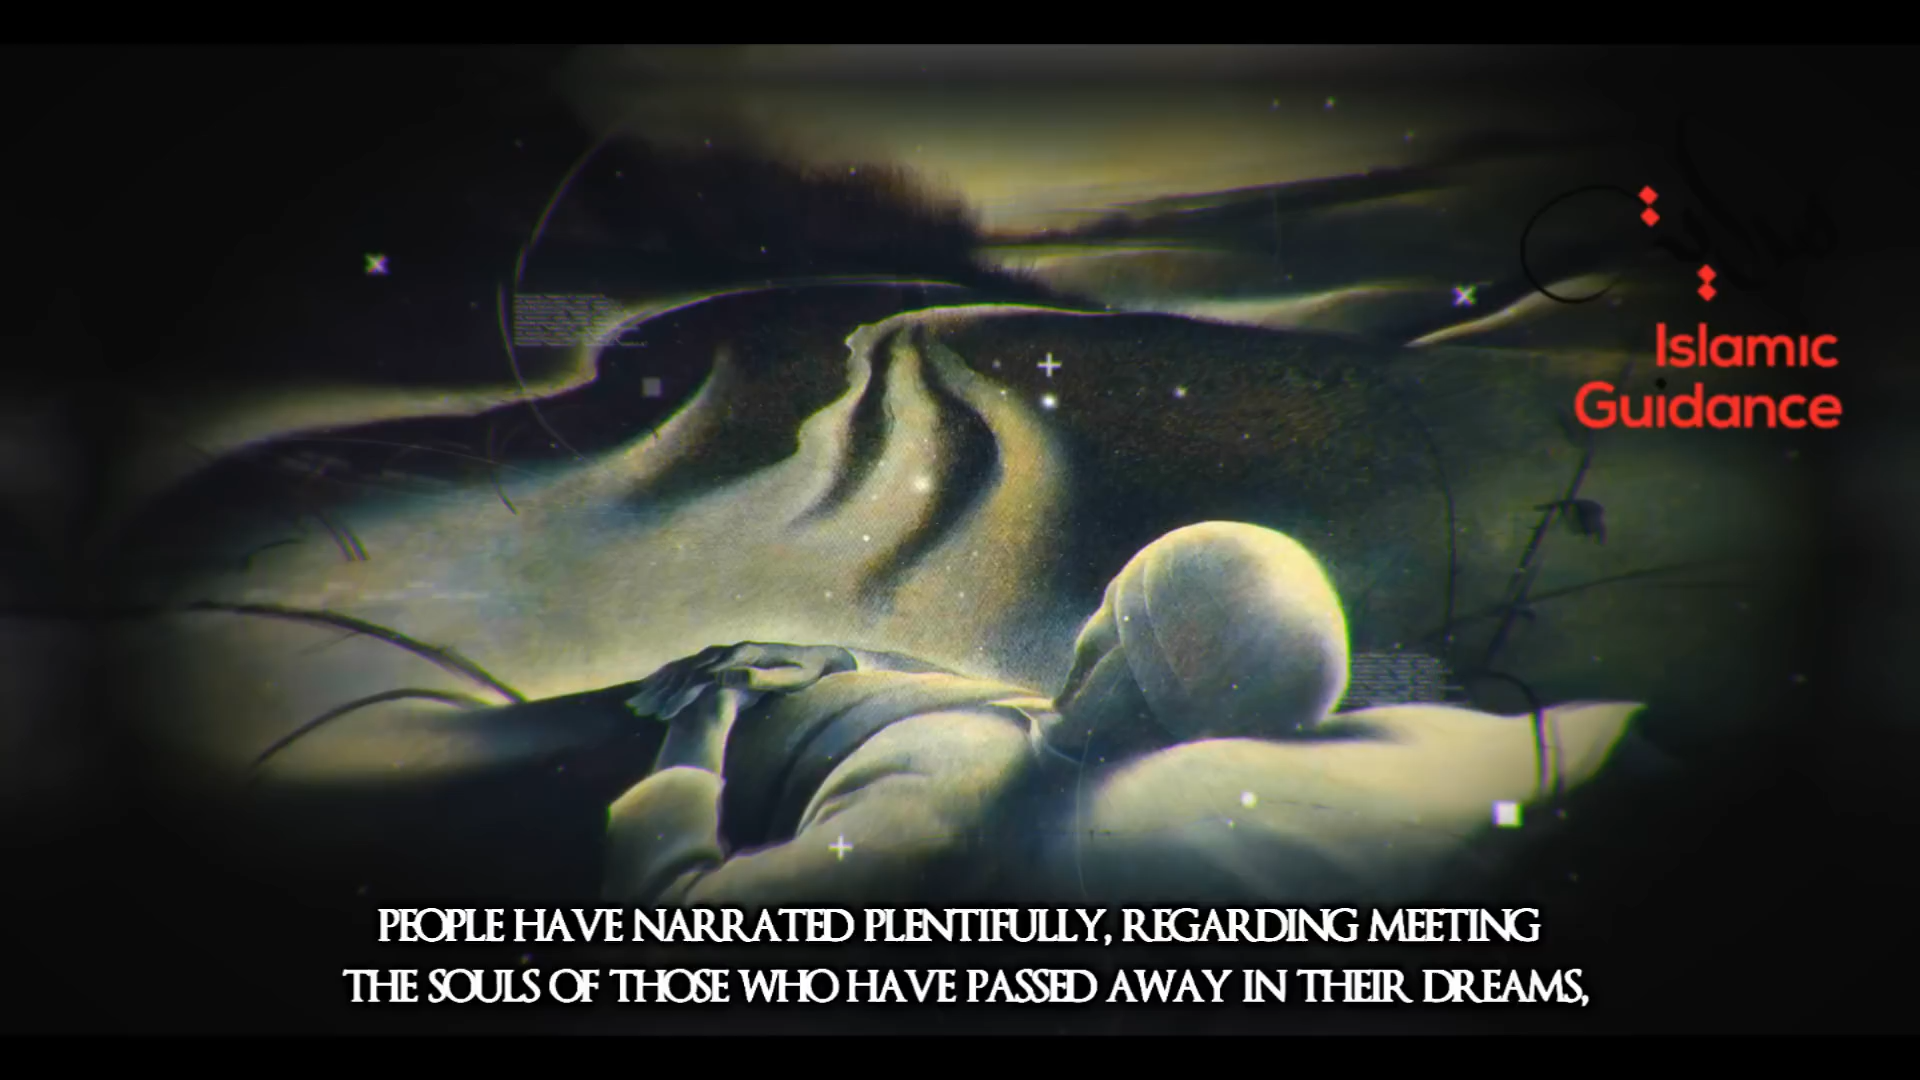 Islamic
Guidance
PEOPLE HAVE NARRATED PLENTIFULLY, REGARDING MEETING
THE SOULS OF THOSE WHO HAVE PASSED AWAY IN THEIR DREAMS,